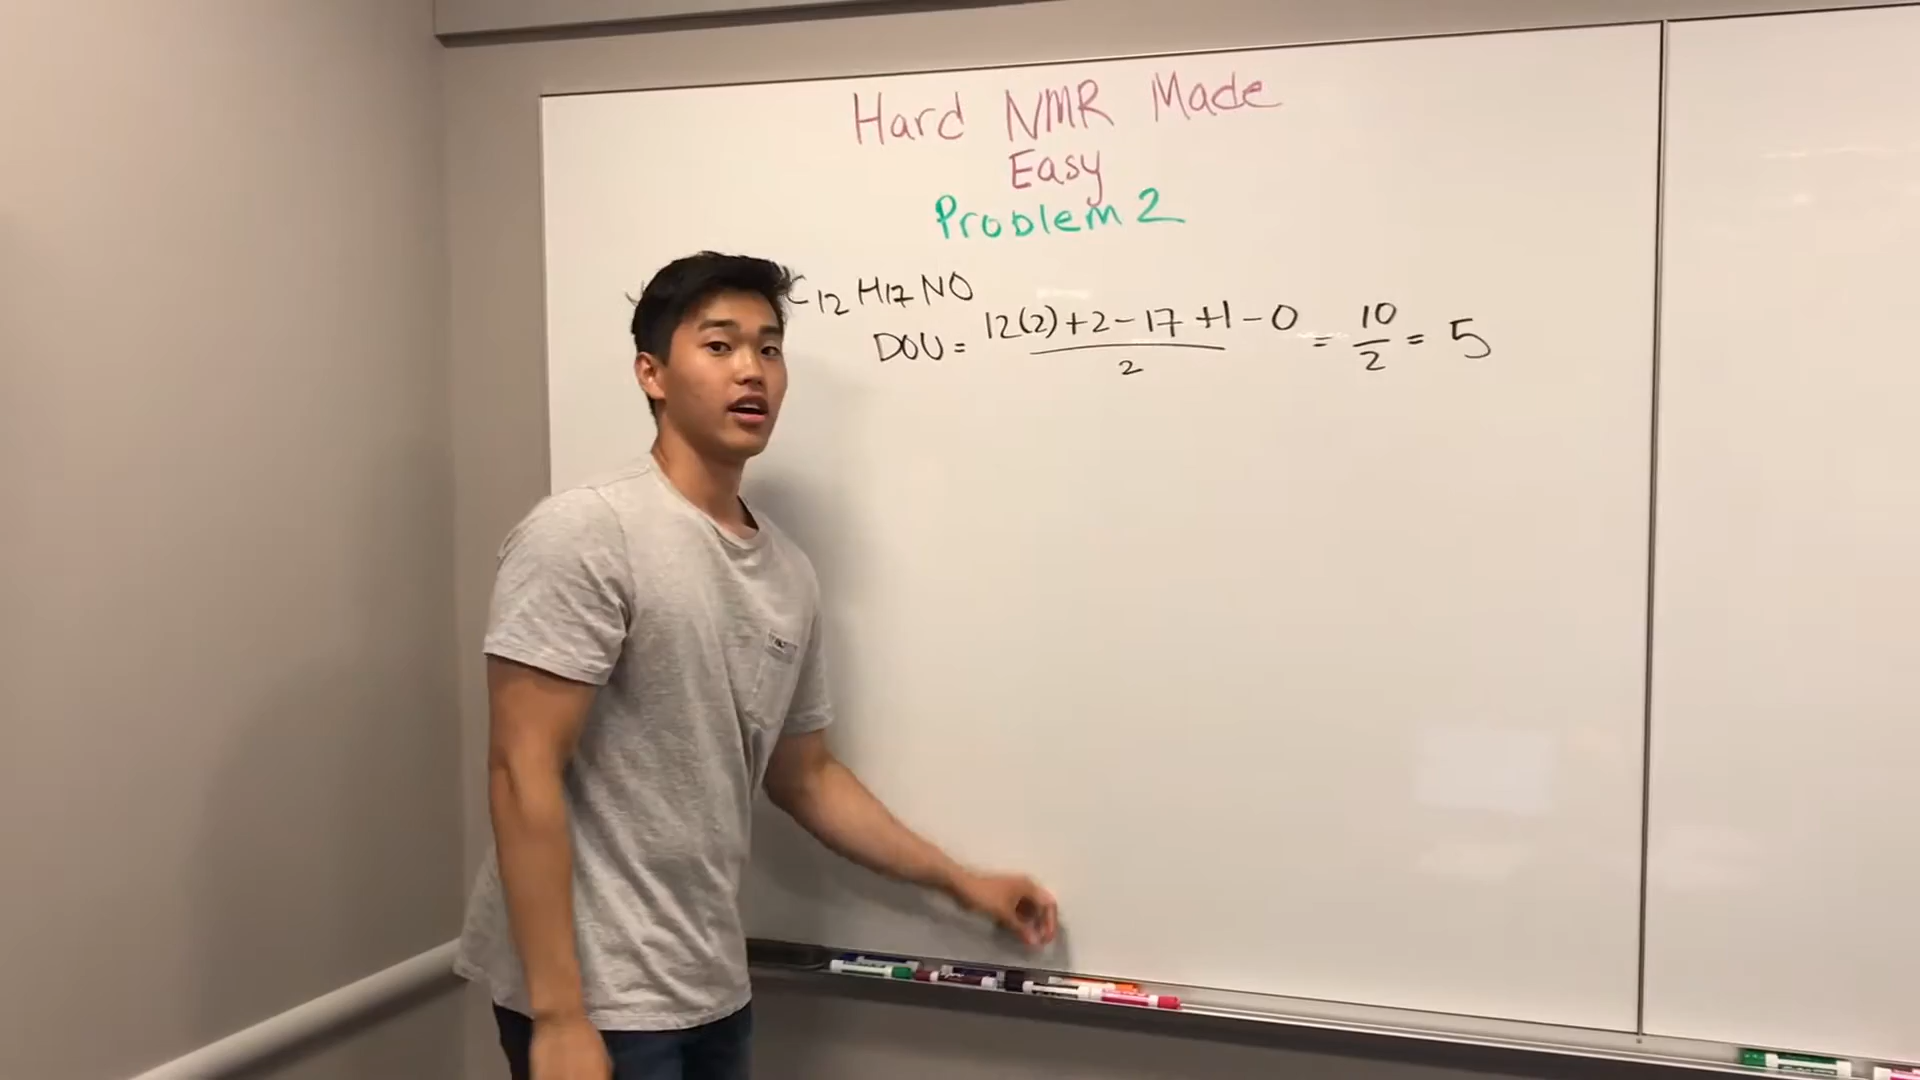 Hard NMR Made
Easy
Problem 2
C12 H17 NO
DOU = 12(2)+2-17+1-0 / 2 = 10/2 = 5